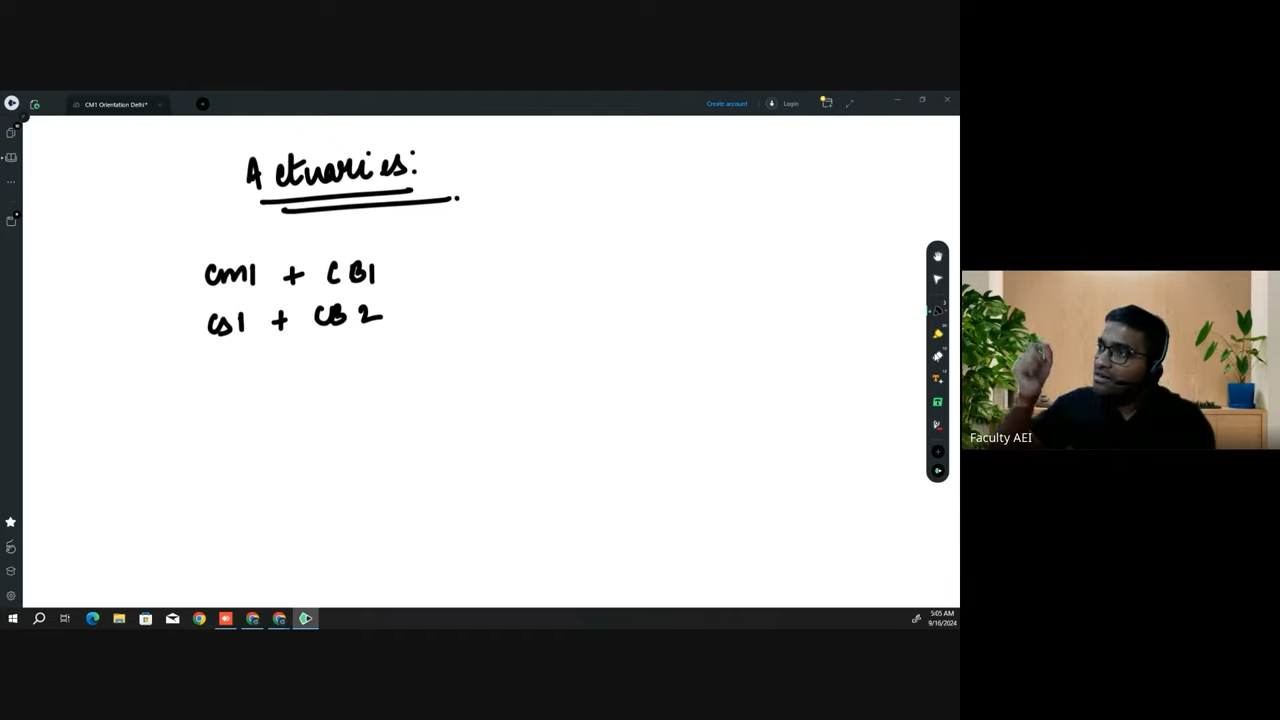 CM1 Orientation Delhi*
Create account
Login
Actuaries:
CM1 + CB1
CS1 + CB2
Faculty AEI
5:05 AM
9/16/2024